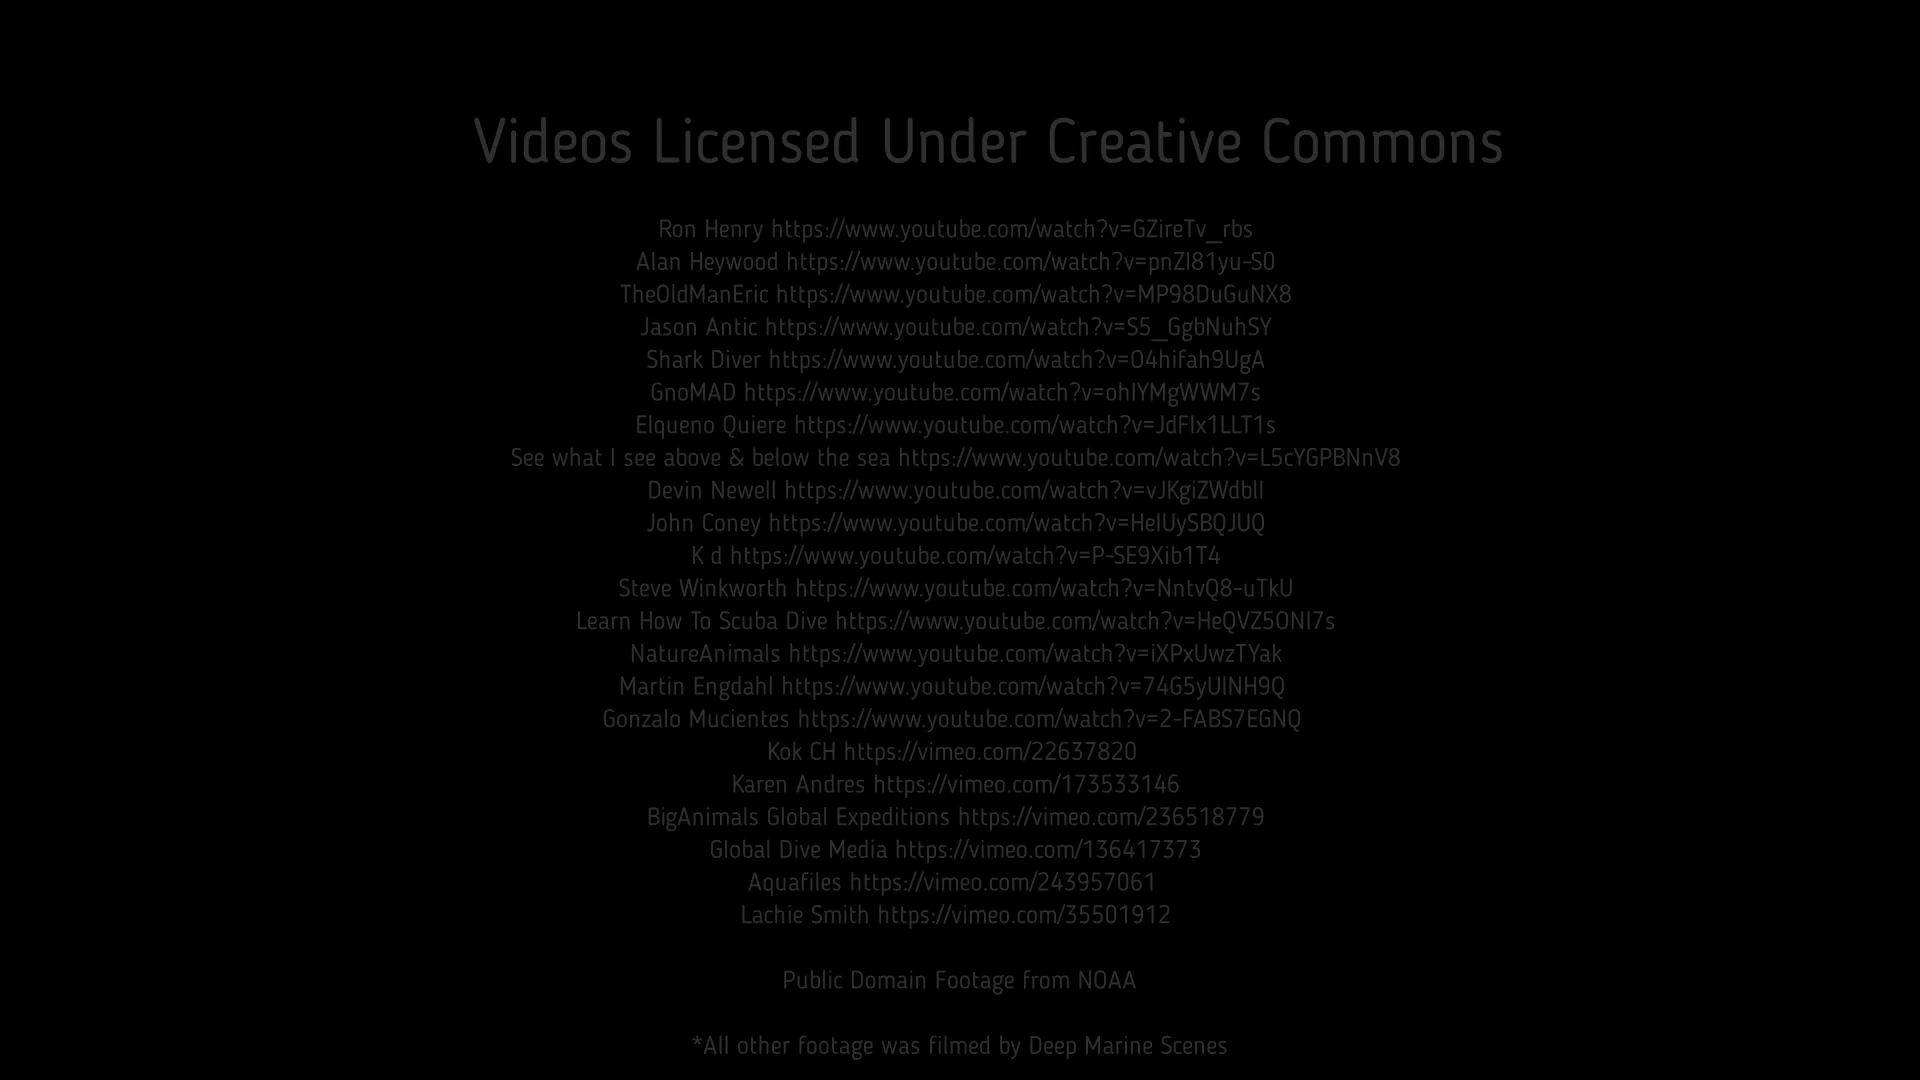 Videos Licensed Under Creative Commons
Ron Henry https://www.youtube.com/watch?v=GZireTv_rbs
Alan Heywood https://www.youtube.com/watch?v=pnZI81yu-S0
TheOldManEric https://www.youtube.com/watch?v=MP98DuGuNX8
Jason Antic https://www.youtube.com/watch?v=S5_GgbNuhSY
Shark Diver https://www.youtube.com/watch?v=O4hifah9UgA
GnoMAD https://www.youtube.com/watch?v=ohlYMgWWM7s
Elqueno Quiere https://www.youtube.com/watch?v=JdFIx1LLT1s
See what I see above & below the sea https://www.youtube.com/watch?v=L5cYGPBNnV8
Devin Newell https://www.youtube.com/watch?v=vJKgiZWdbII
John Coney https://www.youtube.com/watch?v=HelUySBQJUQ
K d https://www.youtube.com/watch?v=P-SE9Xib1T4
Steve Winkworth https://www.youtube.com/watch?v=NntvQ8-uTkU
Learn How To Scuba Dive https://www.youtube.com/watch?v=HeQVZ5ONI7s
NatureAnimals https://www.youtube.com/watch?v=iXPxUwzTYak
Martin Engdahl https://www.youtube.com/watch?v=74G5yUlNH9Q
Gonzalo Mucientes https://www.youtube.com/watch?v=2-FABS7EGNQ
Kok CH https://vimeo.com/22637820
Karen Andres https://vimeo.com/173533146
BigAnimals Global Expeditions https://vimeo.com/236518779
Global Dive Media https://vimeo.com/136417373
Aquafiles https://vimeo.com/243957061
Lachie Smith https://vimeo.com/35501912
Public Domain Footage from NOAA
*All other footage was filmed by Deep Marine Scenes